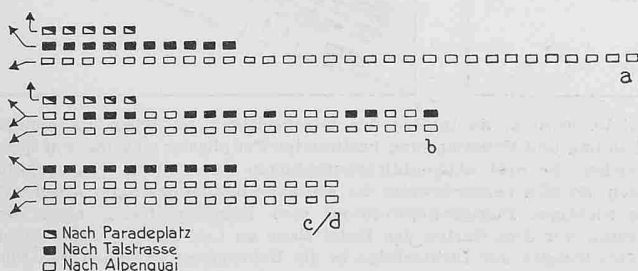 a
b
c/d
Nach Paradeplatz
Nach Talstrasse
Nach Alpenquai